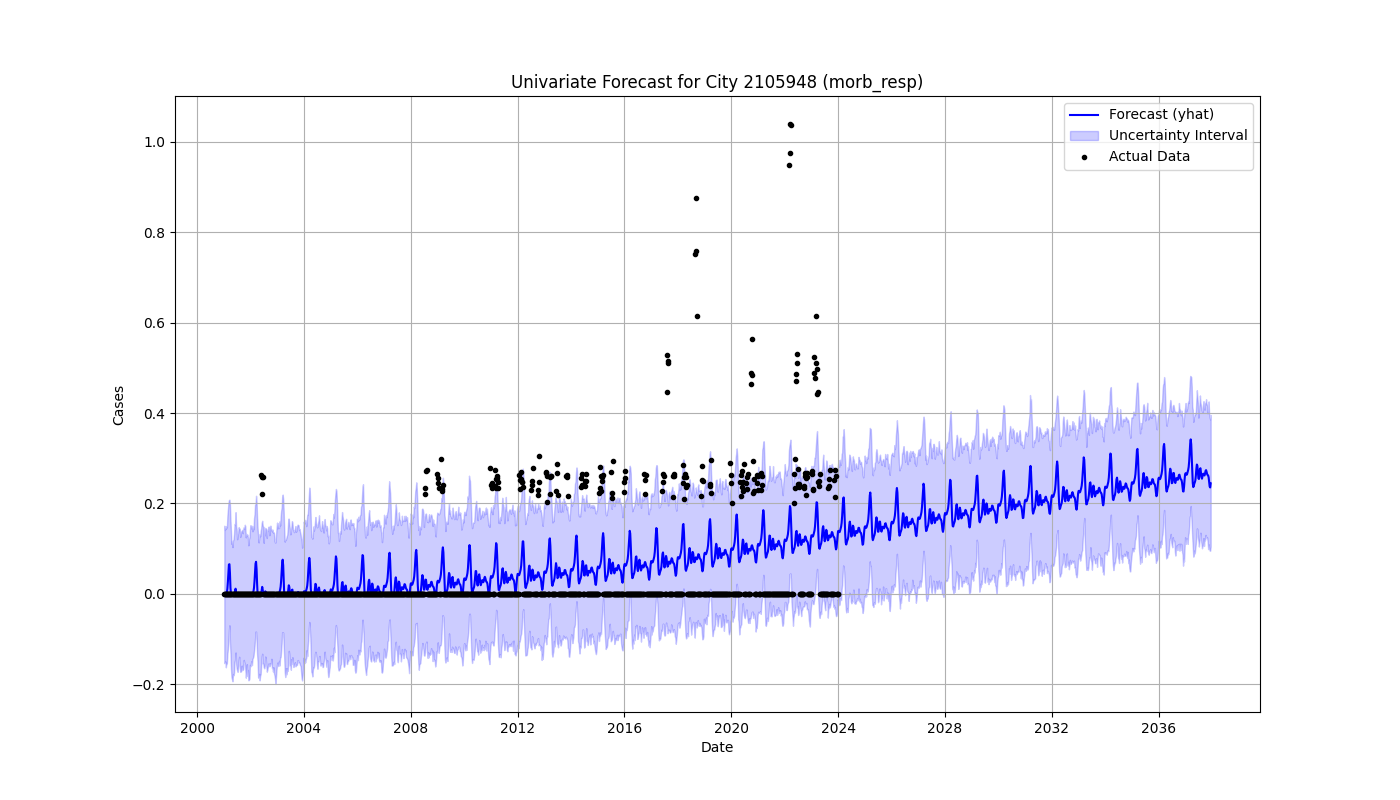 Univariate Forecast for City 2105948 (morb_resp)
Forecast (yhat)
Uncertainty Interval
Actual Data
Cases
1.0
0.8
0.6
0.4
0.2
0.0
−0.2
2000 2004 2008 2012 2016 2020 2024 2028 2032 2036
Date